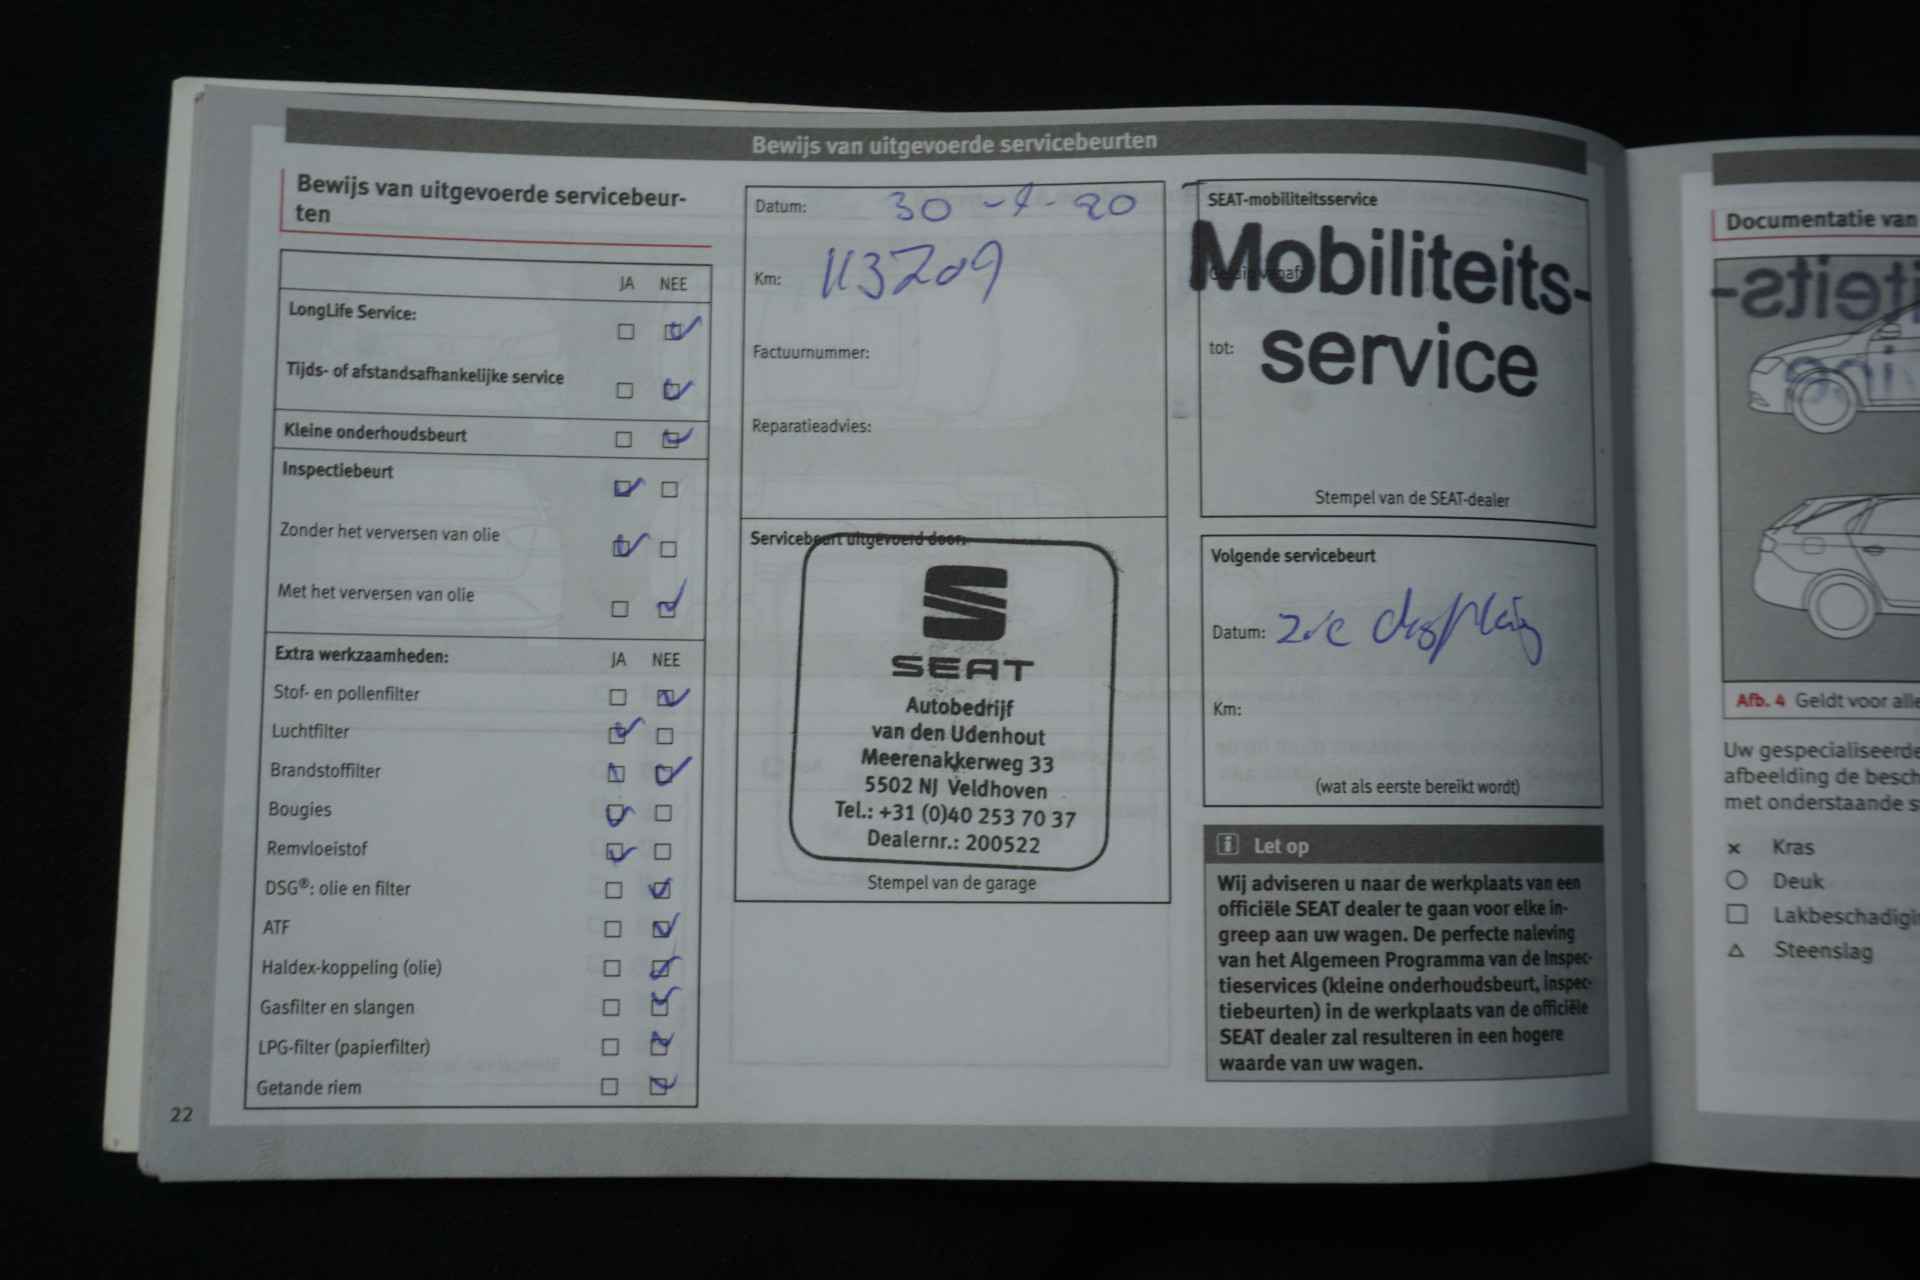 Bewijs van uitgevoerde servicebeurten
Bewijs van uitgevoerde servicebeur-
ten
JA NEE
LongLife Service:
Tijds- of afstandsafhankelijke service
Kleine onderhoudsbeurt
Inspectiebeurt
Zonder het verversen van olie
Met het verversen van olie
Extra werkzaamheden: JA NEE
Stof- en pollenfilter
Luchtfilter
Brandstoffilter
Bougies
Remvloeistof
DSG®: olie en filter
ATF
Haldex-koppeling (olie)
Gasfilter en slangen
LPG-filter (papierfilter)
Getande riem
22
Datum: 30 -4- 20
Km: 113209
Factuurnummer:
Reparatieadvies:
Servicebeurt uitgevoerd door:
SEAT
Autobedrijf
van den Udenhout
Meerenakkerweg 33
5502 NJ Veldhoven
Tel.: +31 (0)40 253 70 37
Dealernr.: 200522
Stempel van de garage
SEAT-mobiliteitsservice
Mobiliteits-
tot:
service
Stempel van de SEAT-dealer
Volgende servicebeurt
Datum: zie display
Km:
(wat als eerste bereikt wordt)
i Let op
Wij adviseren u naar de werkplaats van een
officiële SEAT dealer te gaan voor elke in-
greep aan uw wagen. De perfecte naleving
van het Algemeen Programma van de Inspec-
tieservices (kleine onderhoudsbeurt, inspec-
tiebeurten) in de werkplaats van de officiële
SEAT dealer zal resulteren in een hogere
waarde van uw wagen.
Documentatie van
Afb. 4 Geldt voor alle
Uw gespecialiseerde
afbeelding de besch
met onderstaande s
× Kras
○ Deuk
□ Lakbeschadigin
△ Steenslag